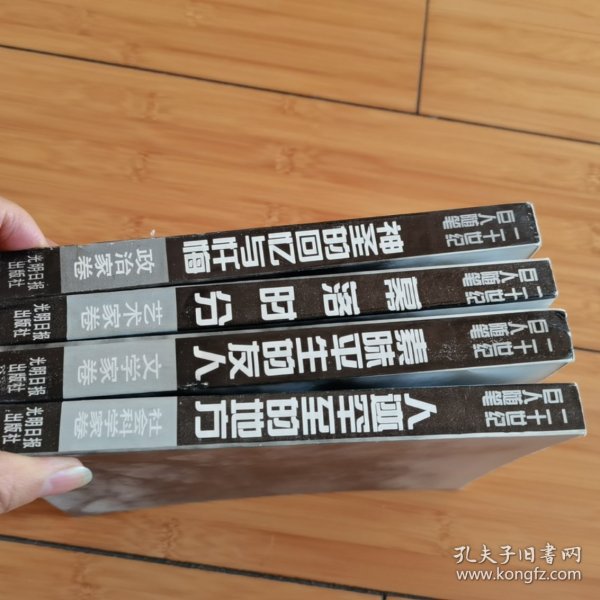 二十世纪
巨人随笔
神圣的回忆与忏悔
政治家卷
光明日报
出版社
二十世纪
巨人随笔
幕落时分
艺术家卷
光明日报
出版社
二十世纪
巨人随笔
素昧平生的友人
文学家卷
光明日报
出版社
二十世纪
巨人随笔
人迹罕至的地方
社会科学家卷
光明日报
出版社
孔夫子旧书网
www.kongfz.com